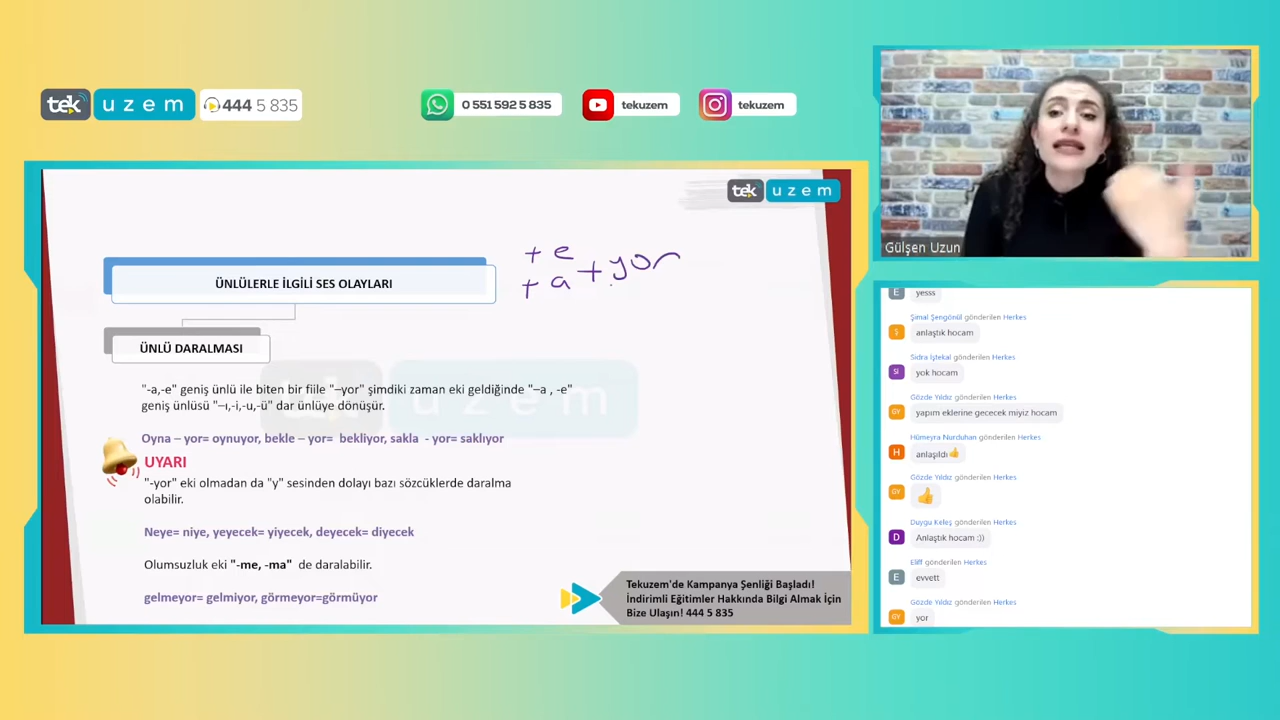 tek uzem 444 5 835 0 551 592 5 835 tekuzem tekuzem
tek uzem
+ e
+ a + yor
ÜNLÜLERLE İLGİLİ SES OLAYLARI
ÜNLÜ DARALMASI
"-a,-e" geniş ünlü ile biten bir fiile "–yor" şimdiki zaman eki geldiğinde "–a , -e"
geniş ünlüsü "–ı,-i,-u,-ü" dar ünlüye dönüşür.
Oyna – yor= oynuyor, bekle – yor= bekliyor, sakla - yor= saklıyor
UYARI
"-yor" eki olmadan da "y" sesinden dolayı bazı sözcüklerde daralma
olabilir.
Neye= niye, yeyecek= yiyecek, deyecek= diyecek
Olumsuzluk eki "-me, -ma" de daralabilir.
gelmeyor= gelmiyor, görmeyor=görmüyor
tek uzem
Tekuzem'de Kampanya Şenliği Başladı!
İndirimli Eğitimler Hakkında Bilgi Almak İçin
Bize Ulaşın! 444 5 835
Gülşen Uzun
E yesss
Şimal Şengönül gönderilen Herkes
Ş anlaştık hocam
Sidra İştekal gönderilen Herkes
Sİ yok hocam
Gözde Yıldız gönderilen Herkes
GY yapım eklerine gececek miyiz hocam
Hümeyra Nurduhan gönderilen Herkes
H anlaşıldı👍
Gözde Yıldız gönderilen Herkes
GY 👍
Duygu Keleş gönderilen Herkes
D Anlaştık hocam :))
Eliff gönderilen Herkes
E evvett
Gözde Yıldız gönderilen Herkes
GY yor